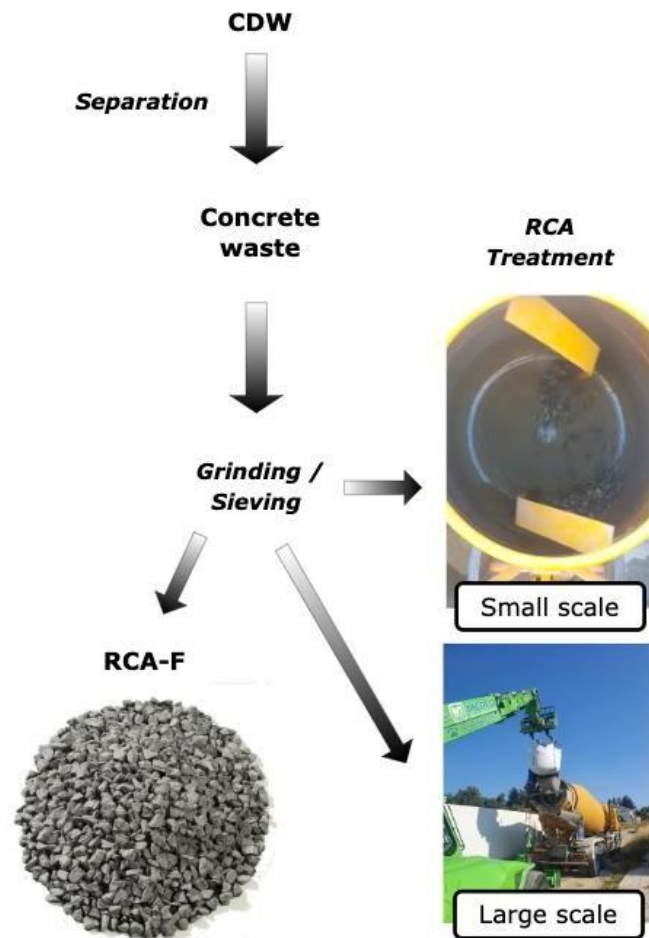 CDW
Separation
Concrete
waste
RCA
Treatment
Grinding /
Sieving
Small scale
RCA-F
Large scale